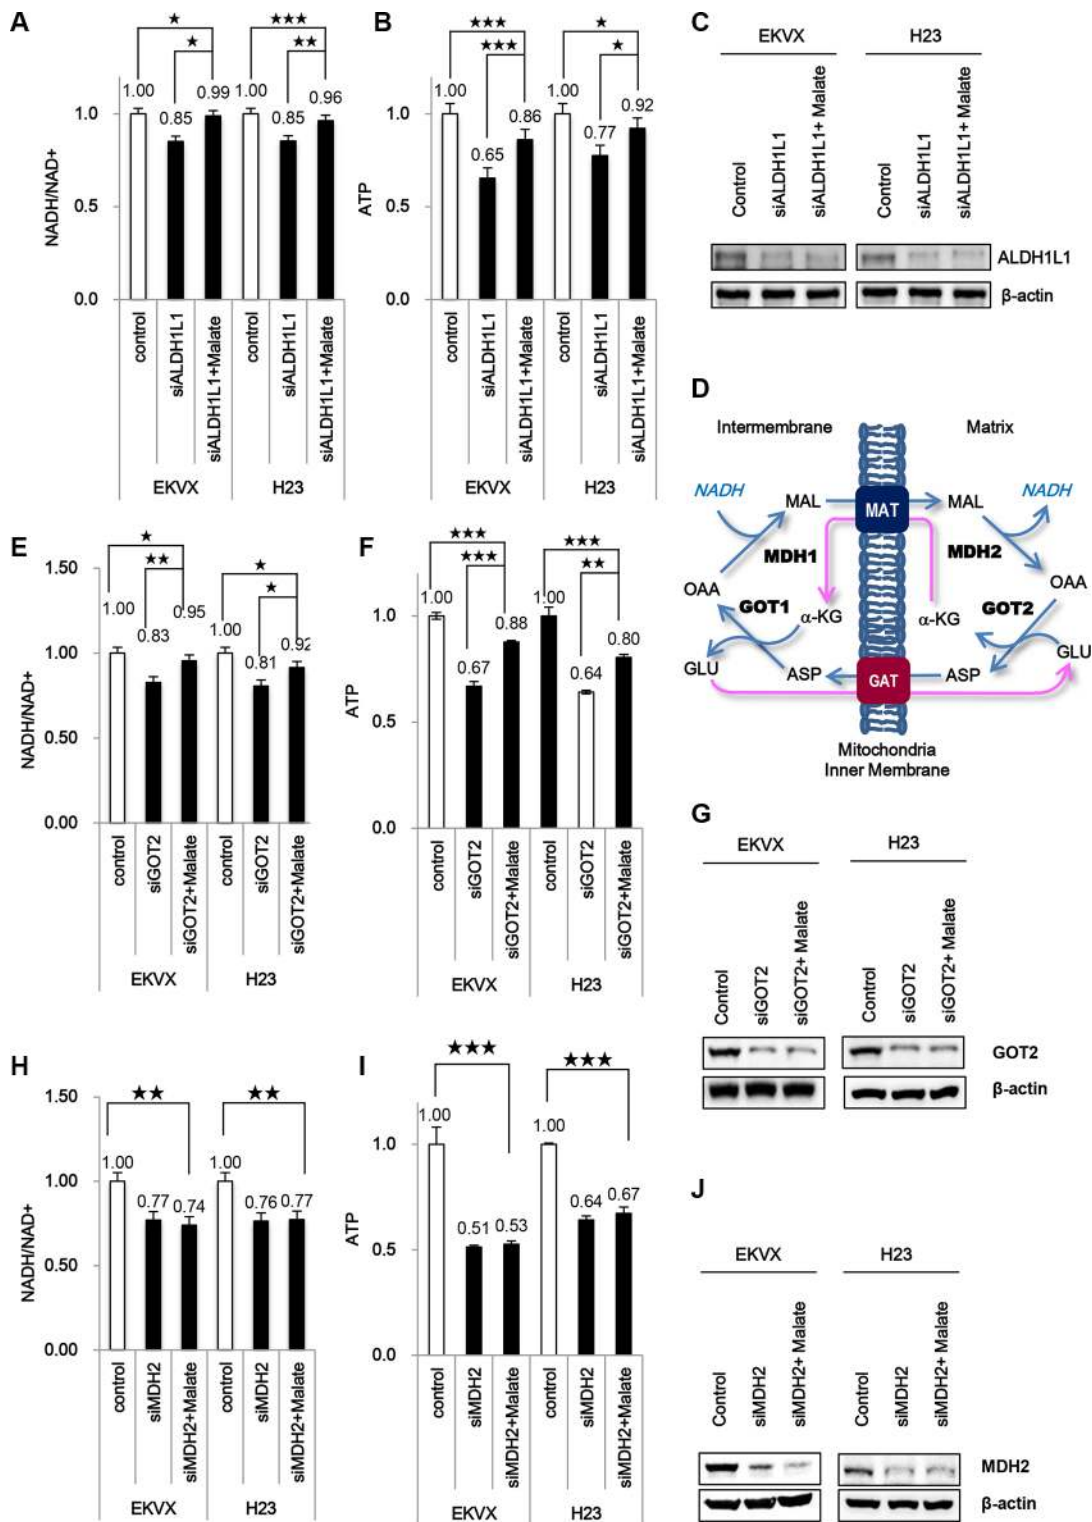 A
★
★★★
★
★★
1.00
0.85
0.99
1.00
0.85
0.96
1.0
0.5
0.0
NADH/NAD+
control
siALDH1L1
siALDH1L1+Malate
control
siALDH1L1
siALDH1L1+Malate
EKVX
H23
B
★★★
★
★★★
★
1.00
0.65
0.86
1.00
0.77
0.92
1.0
0.5
0.0
ATP
control
siALDH1L1
siALDH1L1+Malate
control
siALDH1L1
siALDH1L1+Malate
EKVX
H23
C
EKVX
H23
Control
siALDH1L1
siALDH1L1+ Malate
Control
siALDH1L1
siALDH1L1+ Malate
ALDH1L1
β-actin
D
Intermembrane
Matrix
NADH
MAL
MAT
MAL
NADH
MDH1
MDH2
OAA
OAA
GOT1
α-KG
α-KG
GOT2
GLU
GLU
ASP
GAT
ASP
Mitochondria
Inner Membrane
E
★
★★
★
★
1.50
1.00
0.50
0.00
1.00
0.83
0.95
1.00
0.81
0.92
NADH/NAD+
control
siGOT2
siGOT2+Malate
control
siGOT2
siGOT2+Malate
EKVX
H23
F
★★★
★★★
★★★
★★
1.00
0.67
0.88
1.00
0.64
0.80
1.0
0.5
0.0
ATP
control
siGOT2
siGOT2+Malate
control
siGOT2
siGOT2+Malate
EKVX
H23
G
EKVX
H23
Control
siGOT2
siGOT2+ Malate
Control
siGOT2
siGOT2+ Malate
GOT2
β-actin
H
★★
★★
1.50
1.00
0.50
0.00
1.00
0.77
0.74
1.00
0.76
0.77
NADH/NAD+
control
siMDH2
siMDH2+Malate
control
siMDH2
siMDH2+Malate
EKVX
H23
I
★★★
★★★
1.00
0.51
0.53
1.00
0.64
0.67
1.0
0.5
0.0
ATP
control
siMDH2
siMDH2+Malate
control
siMDH2
siMDH2+Malate
EKVX
H23
J
EKVX
H23
Control
siMDH2
siMDH2+ Malate
Control
siMDH2
siMDH2+ Malate
MDH2
β-actin